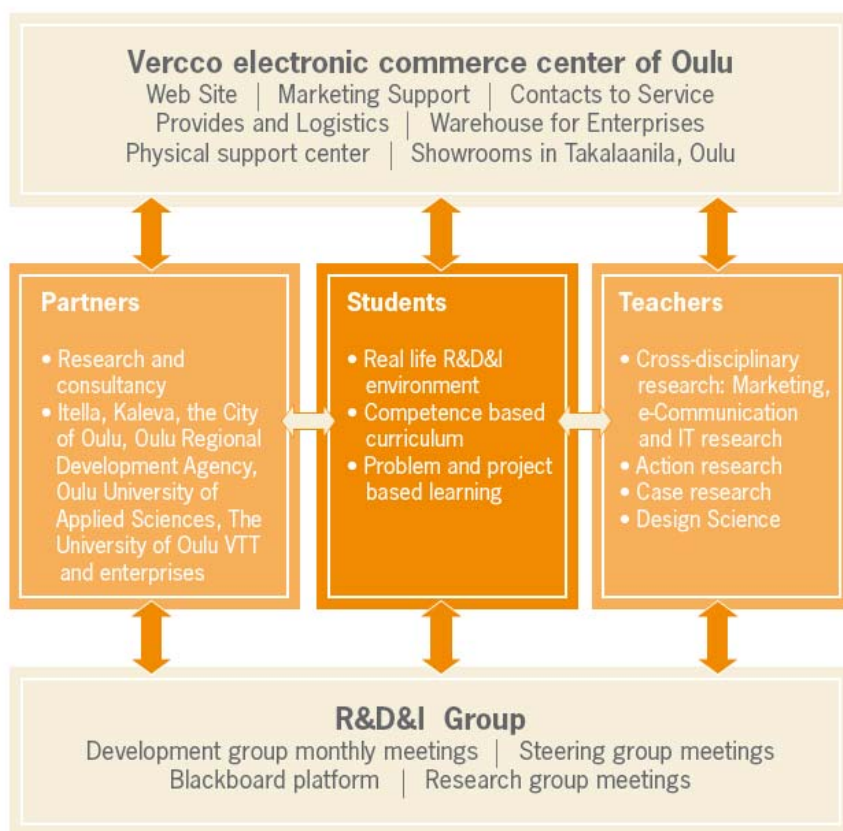 Vercco electronic commerce center of Oulu
Web Site | Marketing Support | Contacts to Service
Provides and Logistics | Warehouse for Enterprises
Physical support center | Showrooms in Takalaanila, Oulu
Partners
• Research and
consultancy
• Itella, Kaleva, the City
of Oulu, Oulu Regional
Development Agency,
Oulu University of
Applied Sciences, The
University of Oulu VTT
and enterprises
Students
• Real life R&D&I
environment
• Competence based
curriculum
• Problem and project
based learning
Teachers
• Cross-disciplinary
research: Marketing,
e-Communication
and IT research
• Action research
• Case research
• Design Science
R&D&I Group
Development group monthly meetings | Steering group meetings
Blackboard platform | Research group meetings